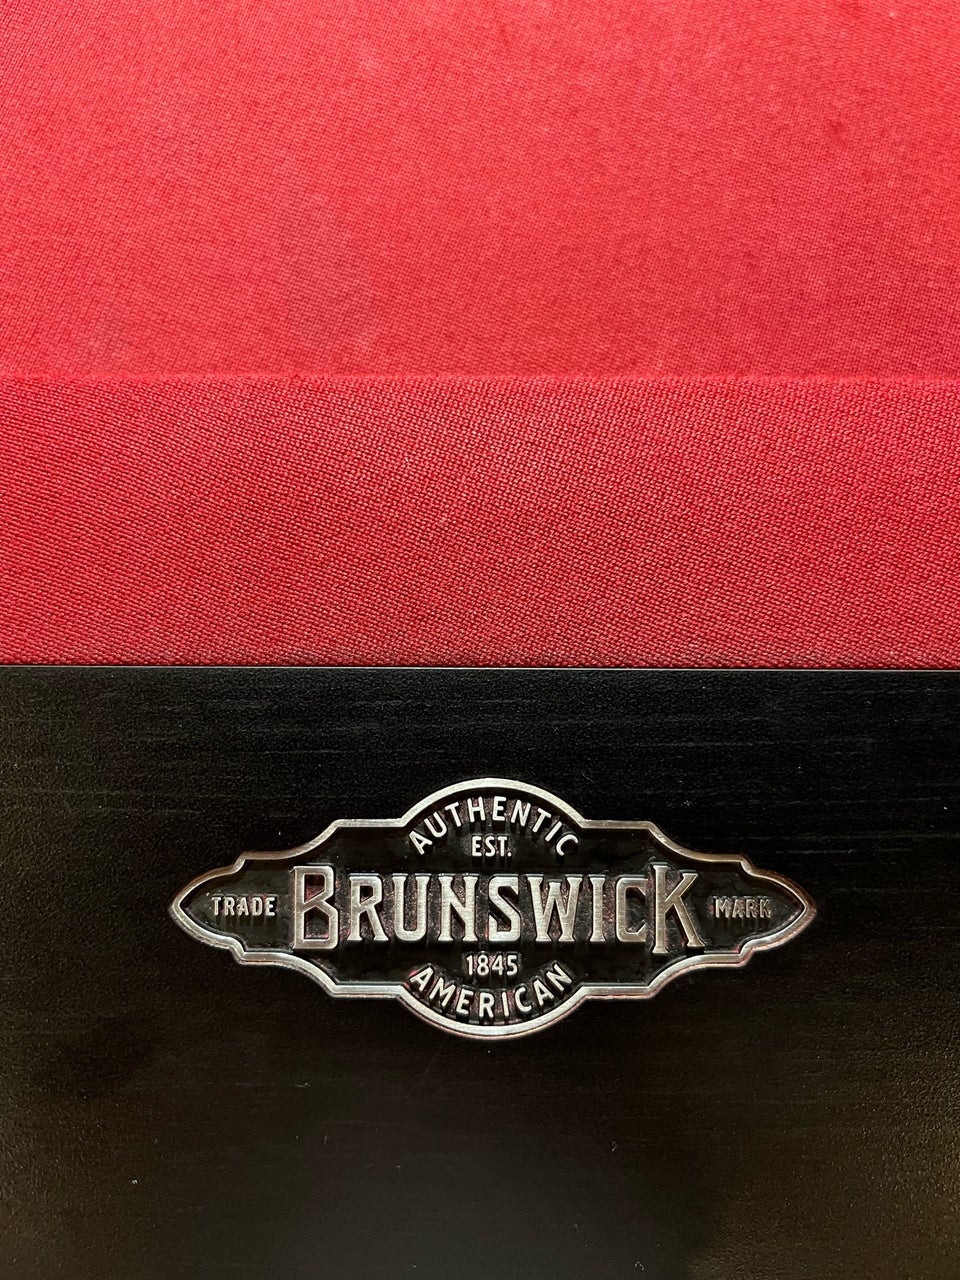 AUTHENTIC
EST.
TRADE BRUNSWICK MARK
1845
AMERICAN